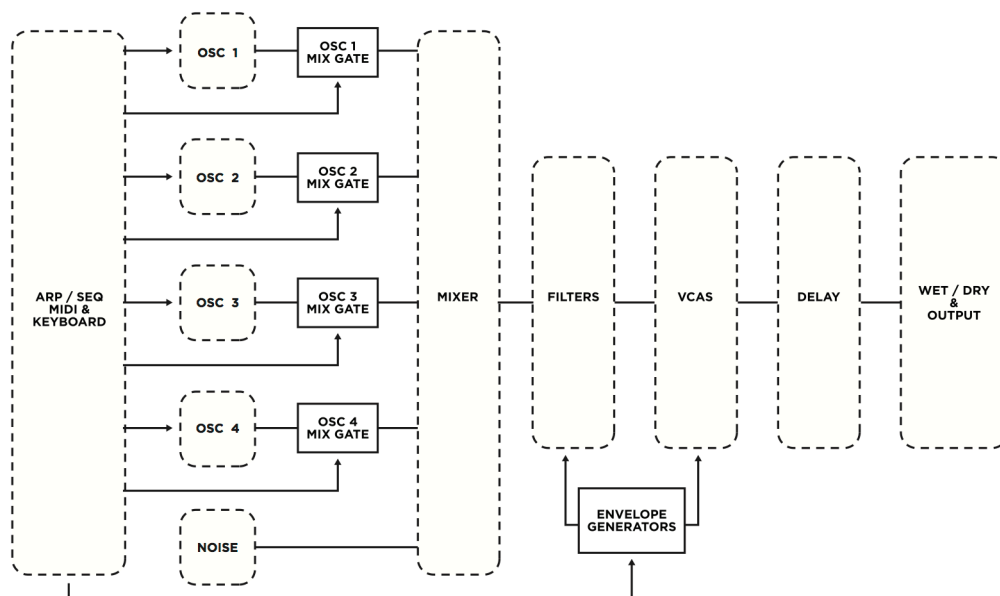 OSC 1
OSC 1
MIX GATE
OSC 2
OSC 2
MIX GATE
ARP / SEQ
MIDI &
KEYBOARD
OSC 3
OSC 3
MIX GATE
MIXER
FILTERS
VCAS
DELAY
WET / DRY
&
OUTPUT
OSC 4
OSC 4
MIX GATE
NOISE
ENVELOPE
GENERATORS